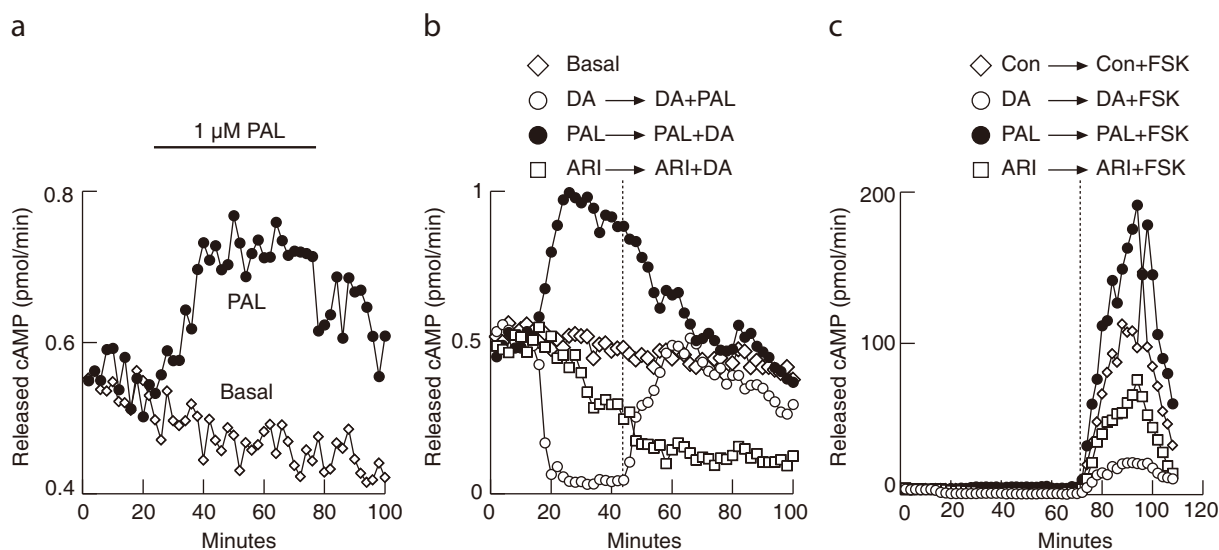 a
1 µM PAL
0.8
0.6
0.4
Released cAMP (pmol/min)
PAL
Basal
0 20 40 60 80 100
Minutes
b
Basal
DA → DA+PAL
PAL → PAL+DA
ARI → ARI+DA
1
0.5
0
Released cAMP (pmol/min)
0 20 40 60 80 100
Minutes
c
Con → Con+FSK
DA → DA+FSK
PAL → PAL+FSK
ARI → ARI+FSK
200
100
0
Released cAMP (pmol/min)
0 20 40 60 80 100 120
Minutes